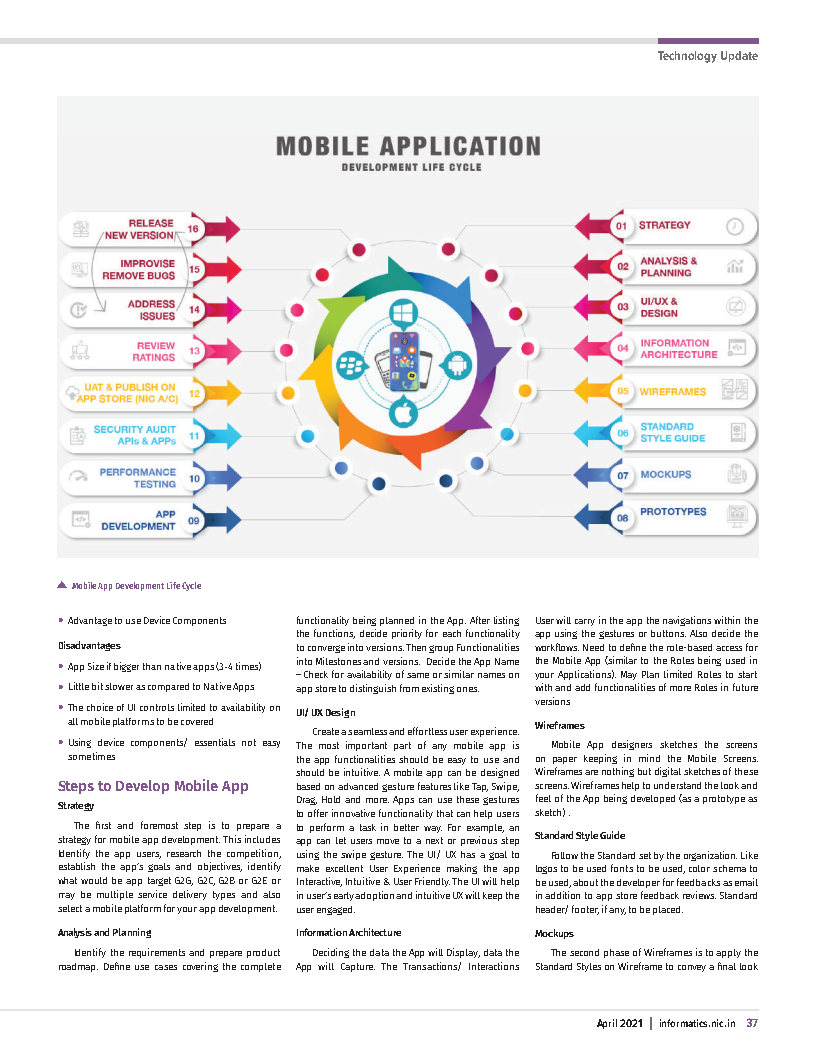 Technology Update
MOBILE APPLICATION
DEVELOPMENT LIFE CYCLE
RELEASE
NEW VERSION
16
IMPROVISE
REMOVE BUGS
15
ADDRESS
ISSUES
14
REVIEW
RATINGS
13
UAT & PUBLISH ON
APP STORE (NIC A/C)
12
SECURITY AUDIT
APIs & APPs
11
PERFORMANCE
TESTING
10
APP
DEVELOPMENT
09
01 STRATEGY
02 ANALYSIS &
PLANNING
03 UI/UX &
DESIGN
04 INFORMATION
ARCHITECTURE
05 WIREFRAMES
06 STANDARD
STYLE GUIDE
07 MOCKUPS
08 PROTOTYPES
Mobile App Development Life Cycle
• Advantage to use Device Components
Disadvantages
• App Size if bigger than native apps (3-4 times)
• Little bit slower as compared to Native Apps
• The choice of UI controls limited to availability on
all mobile platforms to be covered
• Using device components/ essentials not easy
sometimes
Steps to Develop Mobile App
Strategy
The first and foremost step is to prepare a
strategy for mobile app development. This includes
Identify the app users, research the competition,
establish the app's goals and objectives, identify
what would be app target G2G, G2C, G2B or G2E or
may be multiple service delivery types and also
select a mobile platform for your app development.
Analysis and Planning
Identify the requirements and prepare product
roadmap. Define use cases covering the complete
functionality being planned in the App. After listing
the functions, decide priority for each functionality
to converge into versions. Then group Functionalities
into Milestones and versions. Decide the App Name
– Check for availability of same or similar names on
app store to distinguish from existing ones.
UI/ UX Design
Create a seamless and effortless user experience.
The most important part of any mobile app is
the app functionalities should be easy to use and
should be intuitive. A mobile app can be designed
based on advanced gesture features like Tap, Swipe,
Drag, Hold and more. Apps can use these gestures
to offer innovative functionality that can help users
to perform a task in better way. For example, an
app can let users move to a next or previous step
using the swipe gesture. The UI/ UX has a goal to
make excellent User Experience making the app
Interactive, Intuitive & User Friendly. The UI will help
in user's early adoption and intuitive UX will keep the
user engaged.
Information Architecture
Deciding the data the App will Display, data the
App will Capture. The Transactions/ Interactions
User will carry in the app the navigations within the
app using the gestures or buttons. Also decide the
workflows. Need to define the role-based access for
the Mobile App (similar to the Roles being used in
your Applications). May Plan limited Roles to start
with and add functionalities of more Roles in future
versions
Wireframes
Mobile App designers sketches the screens
on paper keeping in mind the Mobile Screens.
Wireframes are nothing but digital sketches of these
screens. Wireframes help to understand the look and
feel of the App being developed (as a prototype as
sketch) .
Standard Style Guide
Follow the Standard set by the organization. Like
logos to be used fonts to be used, color schema to
be used, about the developer for feedbacks as email
in addition to app store feedback reviews. Standard
header/ footer, if any, to be placed.
Mockups
The second phase of Wireframes is to apply the
Standard Styles on Wireframe to convey a final look
April 2021 | informatics.nic.in 37